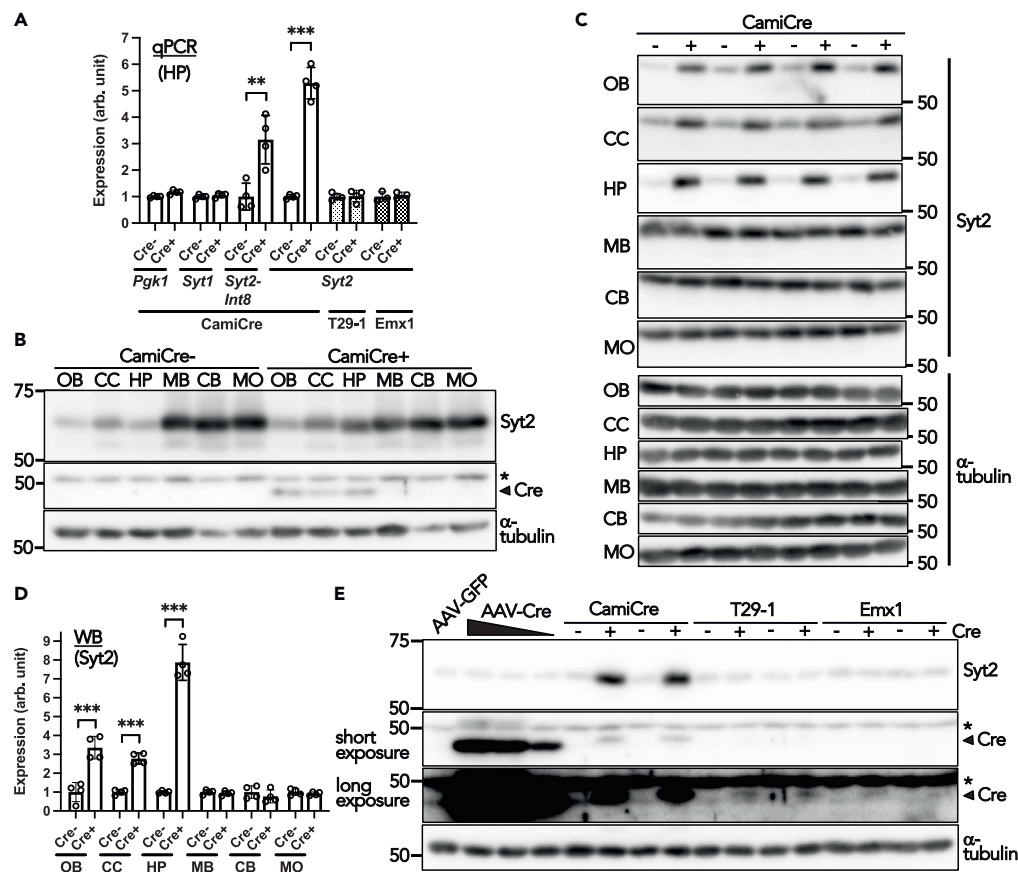 A
qPCR
(HP)
Expression (arb. unit)
7
6
5
4
3
2
1
0
**
***
Cre- Cre+ Cre- Cre+ Cre- Cre+ Cre- Cre+ Cre- Cre+ Cre- Cre+
Pgk1 Syt1 Syt2- Syt2
Int8
CamiCre T29-1 Emx1
B
CamiCre- CamiCre+
OB CC HP MB CB MO OB CC HP MB CB MO
75
Syt2
50
50
*
Cre
50
α-
tubulin
C
CamiCre
- + - + - + - +
OB
50
CC
50
HP
50
MB
50
CB
50
MO
50
Syt2
OB
50
CC
50
HP
50
MB
50
CB
50
MO
50
α-
tubulin
D
WB
(Syt2)
Expression (arb. unit)
9
8
7
6
5
4
3
2
1
0
***
***
***
Cre- Cre+ Cre- Cre+ Cre- Cre+ Cre- Cre+ Cre- Cre+ Cre- Cre+
OB CC HP MB CB MO
E
AAV-GFP AAV-Cre CamiCre T29-1 Emx1
- + - + - + - + - + - + Cre
75
Syt2
50
50
*
short
exposure
Cre
long
exposure
50
*
Cre
50
α-
tubulin